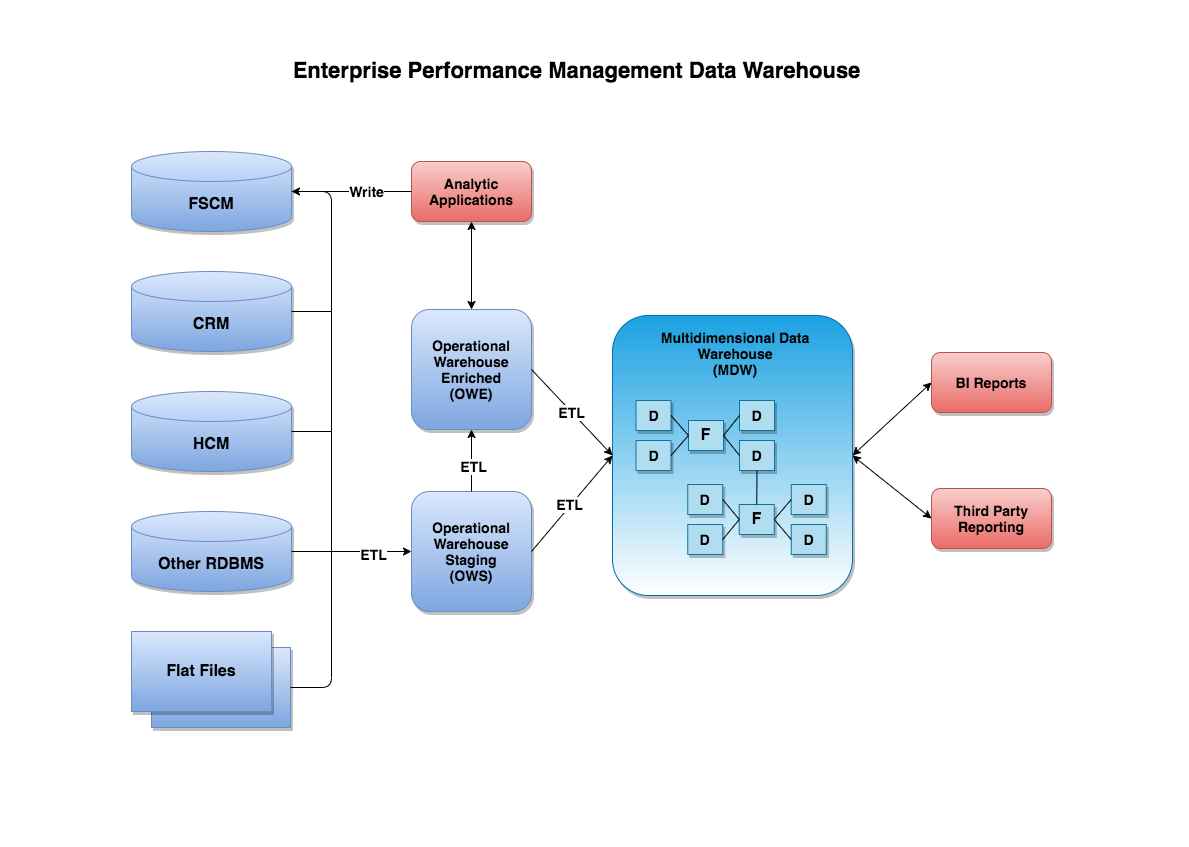 Enterprise Performance Management Data Warehouse
FSCM
Write
Analytic
Applications
CRM
HCM
Other RDBMS
Flat Files
ETL
Operational
Warehouse
Enriched
(OWE)
ETL
Operational
Warehouse
Staging
(OWS)
ETL
ETL
Multidimensional Data
Warehouse
(MDW)
D
D
F
D
D
D
D
F
D
D
BI Reports
Third Party
Reporting